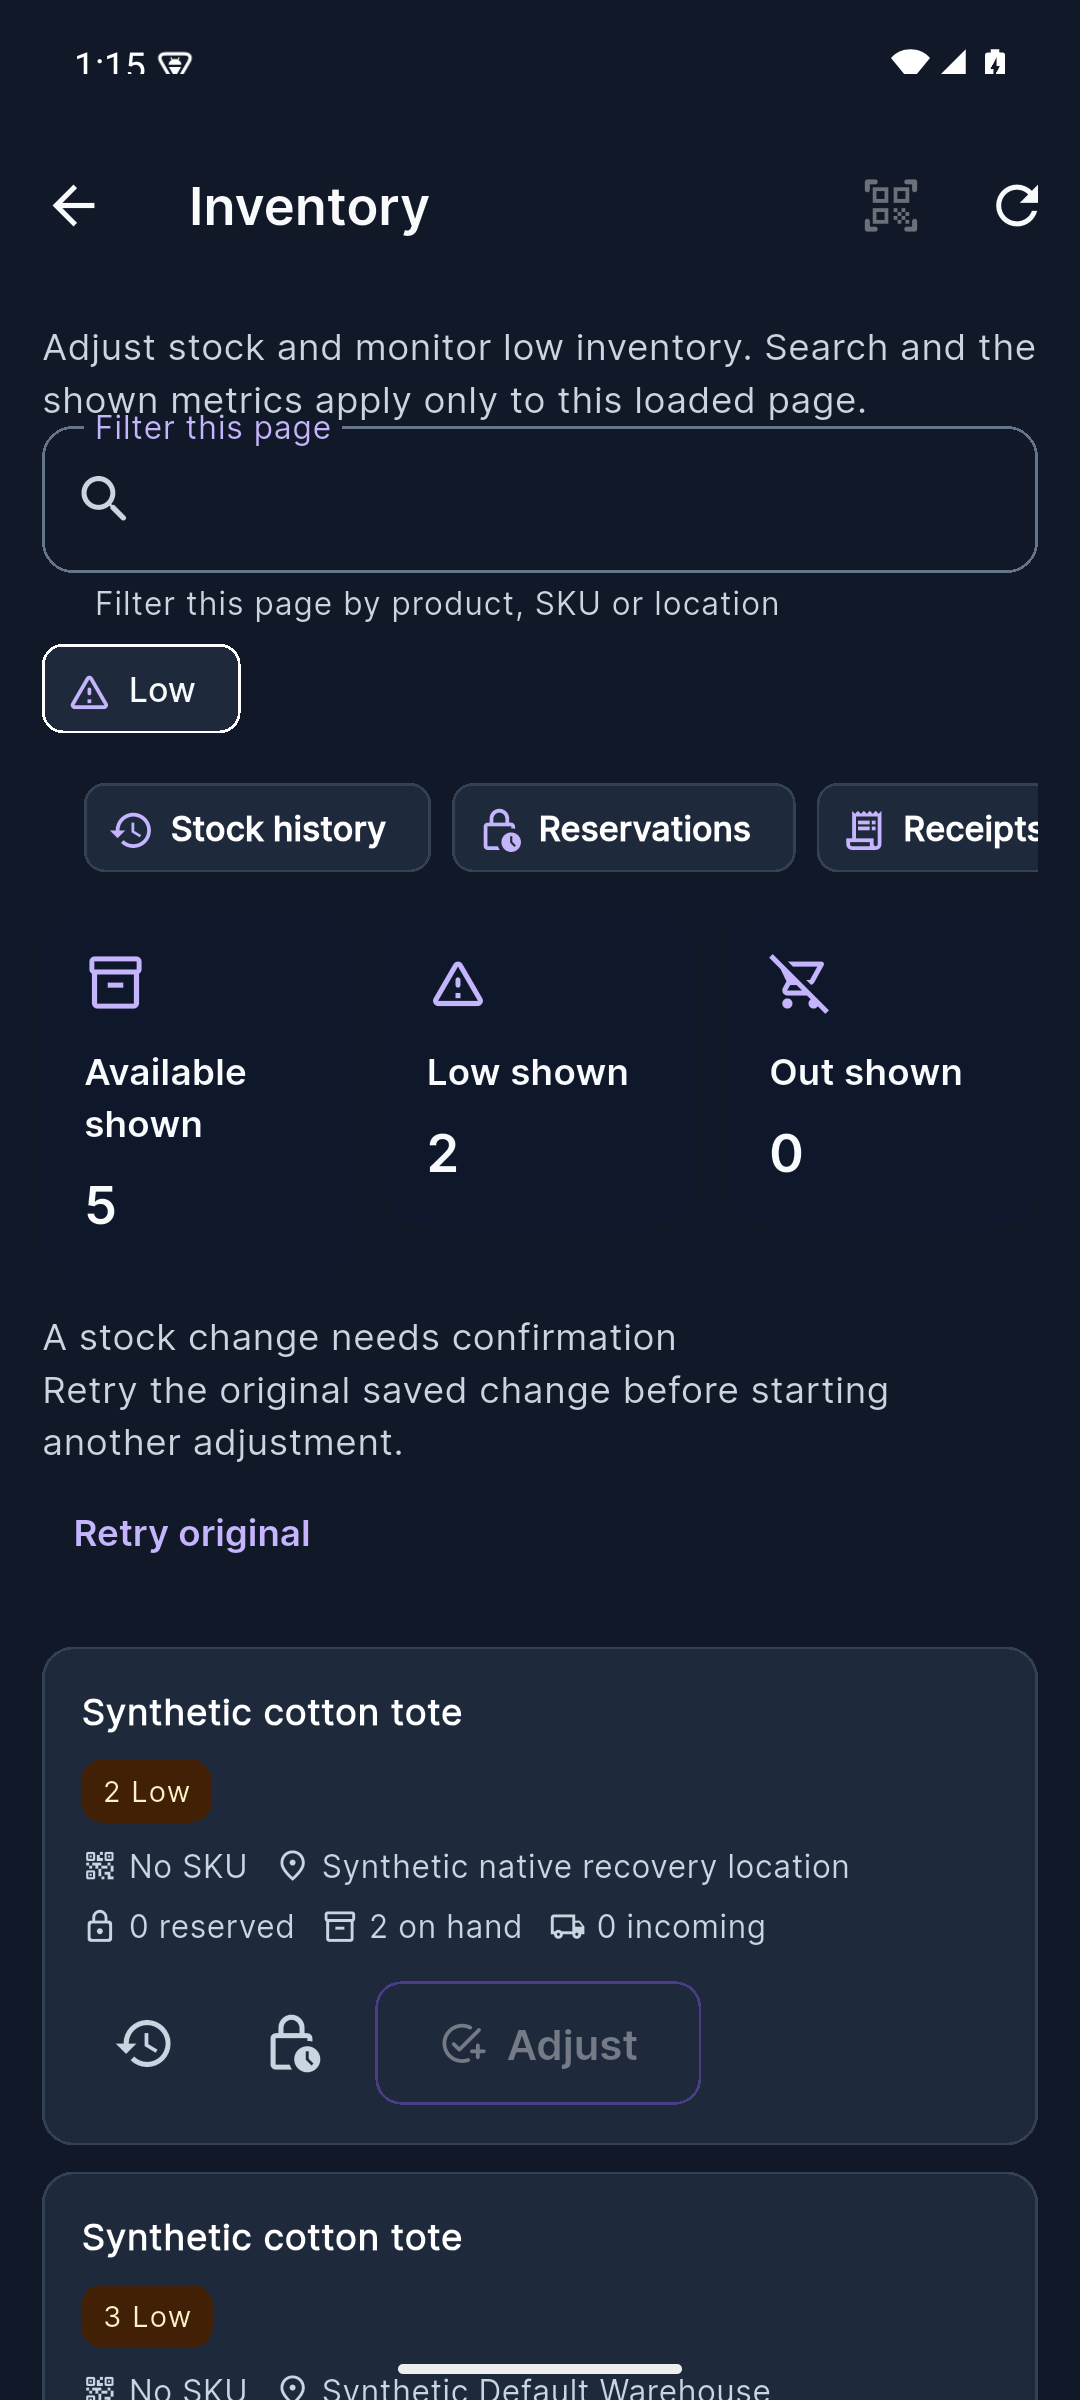 1:15
Inventory
Adjust stock and monitor low inventory. Search and the
shown metrics apply only to this loaded page.
Filter this page
Filter this page by product, SKU or location
Low
Stock history
Reservations
Receipts
Available
shown
5
Low shown
2
Out shown
0
A stock change needs confirmation
Retry the original saved change before starting
another adjustment.
Retry original
Synthetic cotton tote
2 Low
No SKU Synthetic native recovery location
0 reserved 2 on hand 0 incoming
Adjust
Synthetic cotton tote
3 Low
No SKU Synthetic Default Warehouse